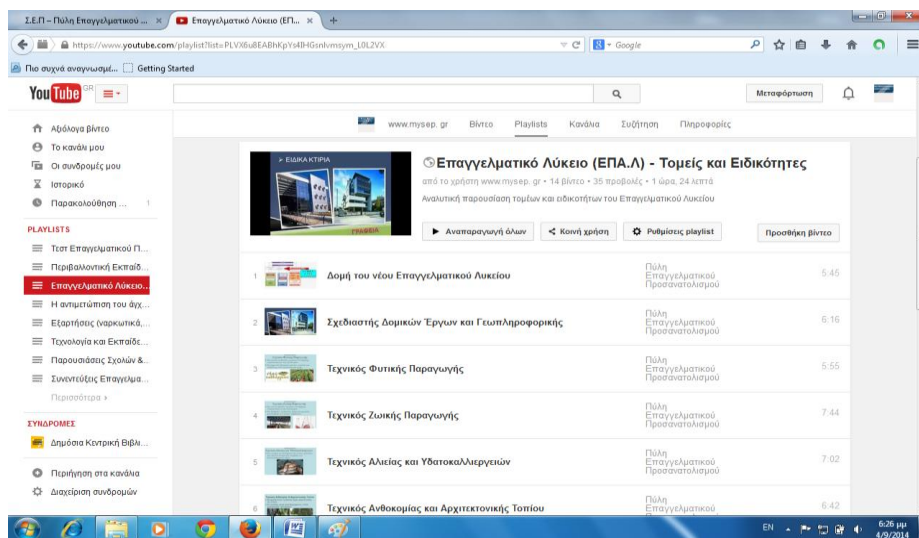 Σ.Ε.Π – Πύλη Επαγγελματικού ... ×
Επαγγελματικό Λύκειο (ΕΠ... ×
https://www.youtube.com/playlist?list=PLVX6u8EABhKpYs4IHGsnlvmsym_L0L2VX
Google
Πιο συχνά αναγνωσμέ... Getting Started
YouTube GR
Μεταφόρτωση
www.mysep. gr Βίντεο Playlists Κανάλια Συζήτηση Πληροφορίες
Αξιόλογα βίντεο
Το κανάλι μου
Οι συνδρομές μου
Ιστορικό
Παρακολούθηση ... 1
PLAYLISTS
Τεστ Επαγγελματικού Π...
Περιβαλλοντική Εκπαίδ...
Επαγγελματικό Λύκειο...
Η αντιμετώπιση του άγχ...
Εξαρτήσεις (ναρκωτικά,...
Τεχνολογία και Εκπαίδε...
Παρουσιάσεις Σχολών &...
Συνεντεύξεις Επαγγελμα...
Περισσότερα ›
ΣΥΝΔΡΟΜΕΣ
Δημόσια Κεντρική Βιβλι...
Περιήγηση στα κανάλια
Διαχείριση συνδρομών
ΕΙΔΙΚΑ ΚΤΙΡΙΑ
ΓΡΑΦΕΙΑ
Επαγγελματικό Λύκειο (ΕΠΑ.Λ) - Τομείς και Ειδικότητες
από το χρήστη www.mysep. gr • 14 βίντεο • 35 προβολές • 1 ώρα, 24 λεπτά
Αναλυτική παρουσίαση τομέων και ειδικοτήτων του Επαγγελματικού Λυκείου
Αναπαραγωγή όλων
Κοινή χρήση
Ρυθμίσεις playlist
Προσθήκη βίντεο
1 Δομή του νέου Επαγγελματικού Λυκείου
Πύλη
Επαγγελματικού
Προσανατολισμού
5:45
2 Σχεδιαστής Δομικών Έργων και Γεωπληροφορικής
Πύλη
Επαγγελματικού
Προσανατολισμού
6:16
3 Τεχνικός Φυτικής Παραγωγής
Πύλη
Επαγγελματικού
Προσανατολισμού
5:55
4 Τεχνικός Ζωικής Παραγωγής
Πύλη
Επαγγελματικού
Προσανατολισμού
7:44
5 Τεχνικός Αλιείας και Υδατοκαλλιεργειών
Πύλη
Επαγγελματικού
Προσανατολισμού
7:02
6 Τεχνικός Ανθοκομίας και Αρχιτεκτονικής Τοπίου
Πύλη
Επαγγελματικού
6:42
EN
6:26 μμ
4/9/2014